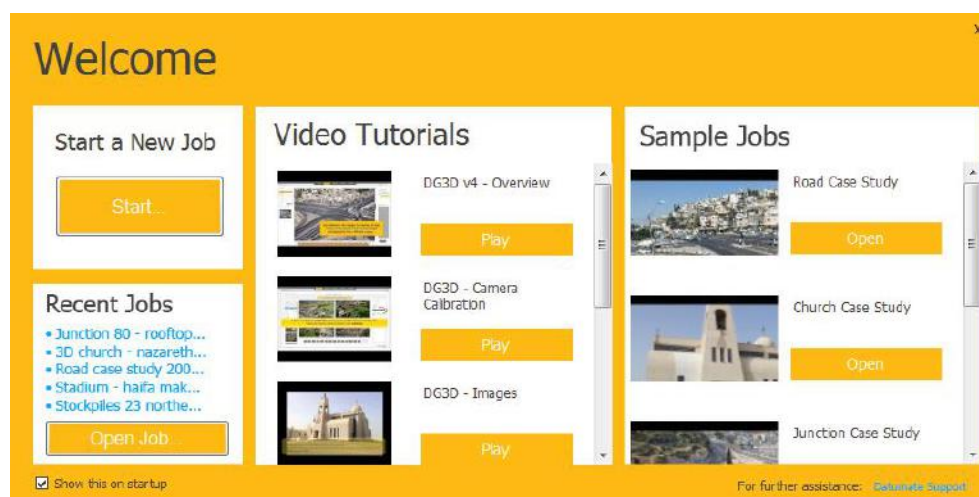 Welcome
x
Start a New Job
Start...
Recent Jobs
• Junction 80 - rooftop...
• 3D church - nazareth...
• Road case study 200...
• Stadium - haifa mak...
• Stockpiles 23 northe...
Open Job...
Video Tutorials
DG3D v4 - Overview
Play
DG3D - Camera
Calibration
Play
DG3D - Images
Play
Sample Jobs
Road Case Study
Open
Church Case Study
Open
Junction Case Study
Show this on startup
For further assistance: Datumate Support